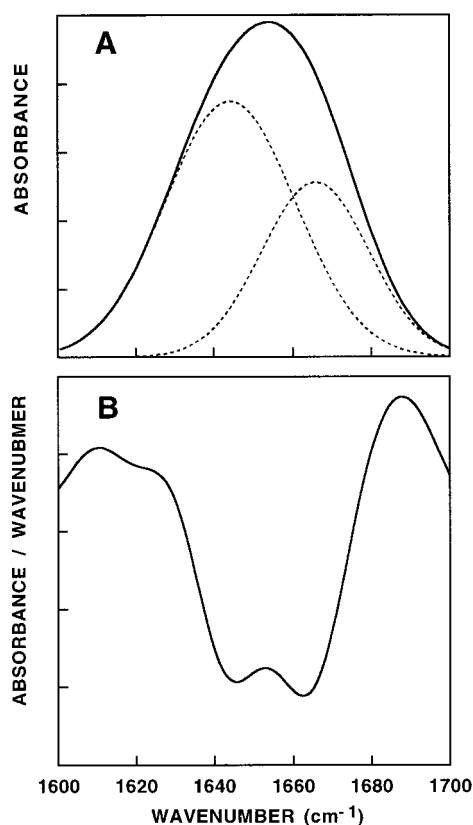 A
ABSORBANCE
B
ABSORBANCE / WAVENUBMER
1600 1620 1640 1660 1680 1700
WAVENUMBER (cm-1)